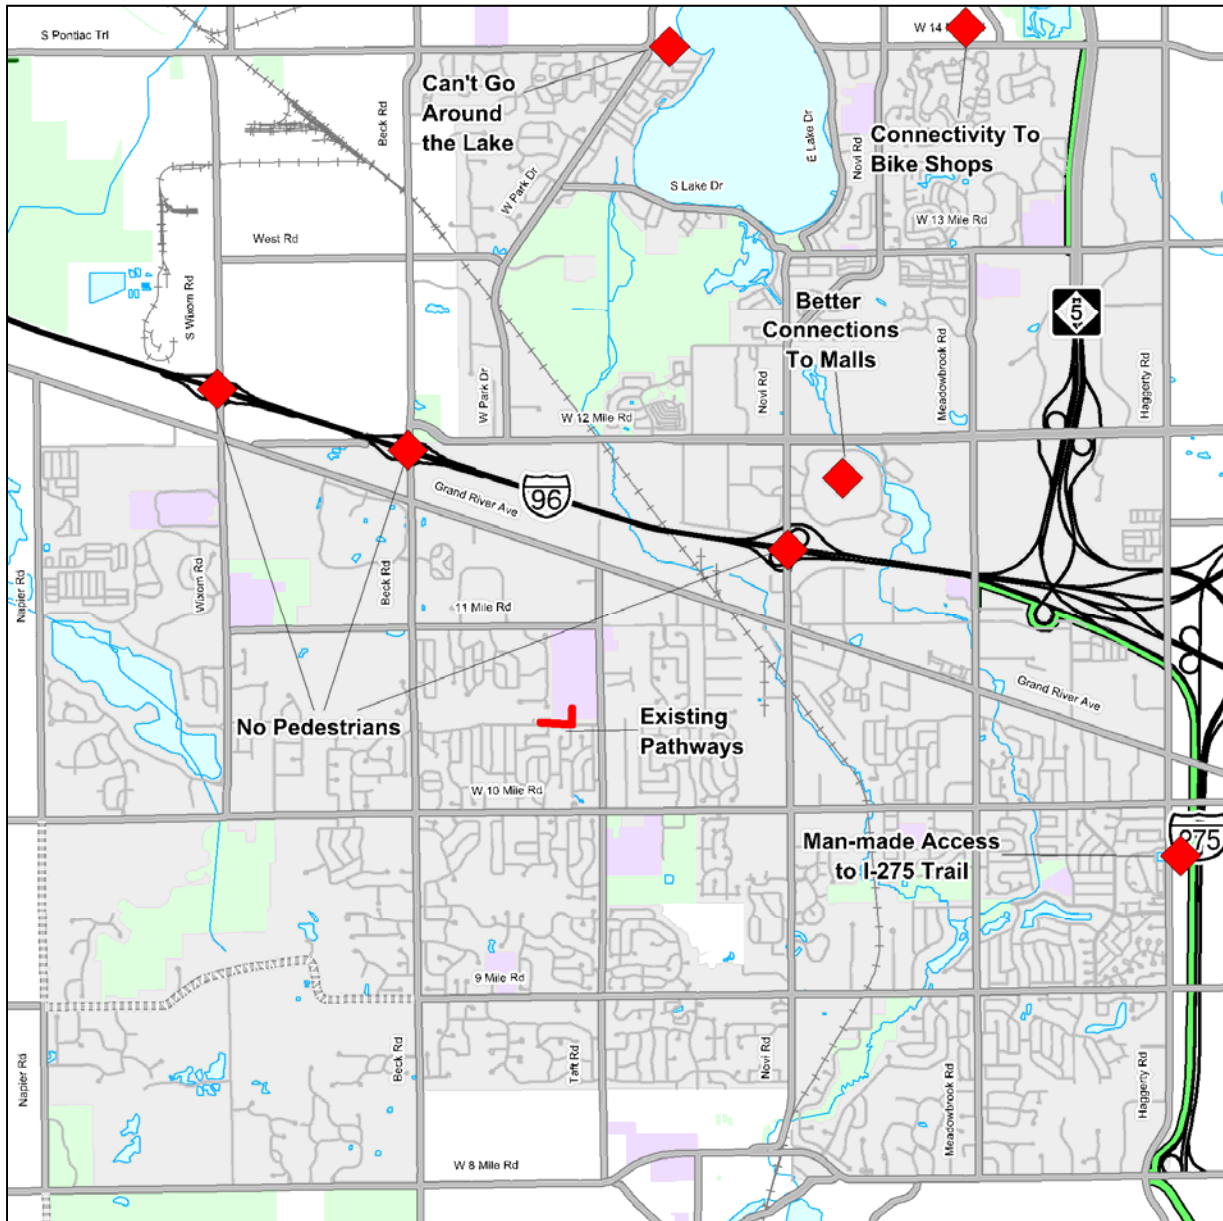 S Pontiac Trl
W 14 M
Can't Go
Around
the Lake
Beck Rd
E Lake Dr
Novi Rd
Connectivity To
Bike Shops
W Park Dr
S Lake Dr
W 13 Mile Rd
West Rd
S Wixom Rd
Better
Connections
To Malls
5
Meadowbrook Rd
Haggerty Rd
W Park Dr
W 12 Mile Rd
Novi Rd
96
Grand River Ave
Napier Rd
Wixom Rd
Beck Rd
11 Mile Rd
Grand River Ave
No Pedestrians
Existing
Pathways
W 10 Mile Rd
Man-made Access
to I-275 Trail
275
9 Mile Rd
Napier Rd
Beck Rd
Taft Rd
Novi Rd
Meadowbrook Rd
Haggerty Rd
W 8 Mile Rd